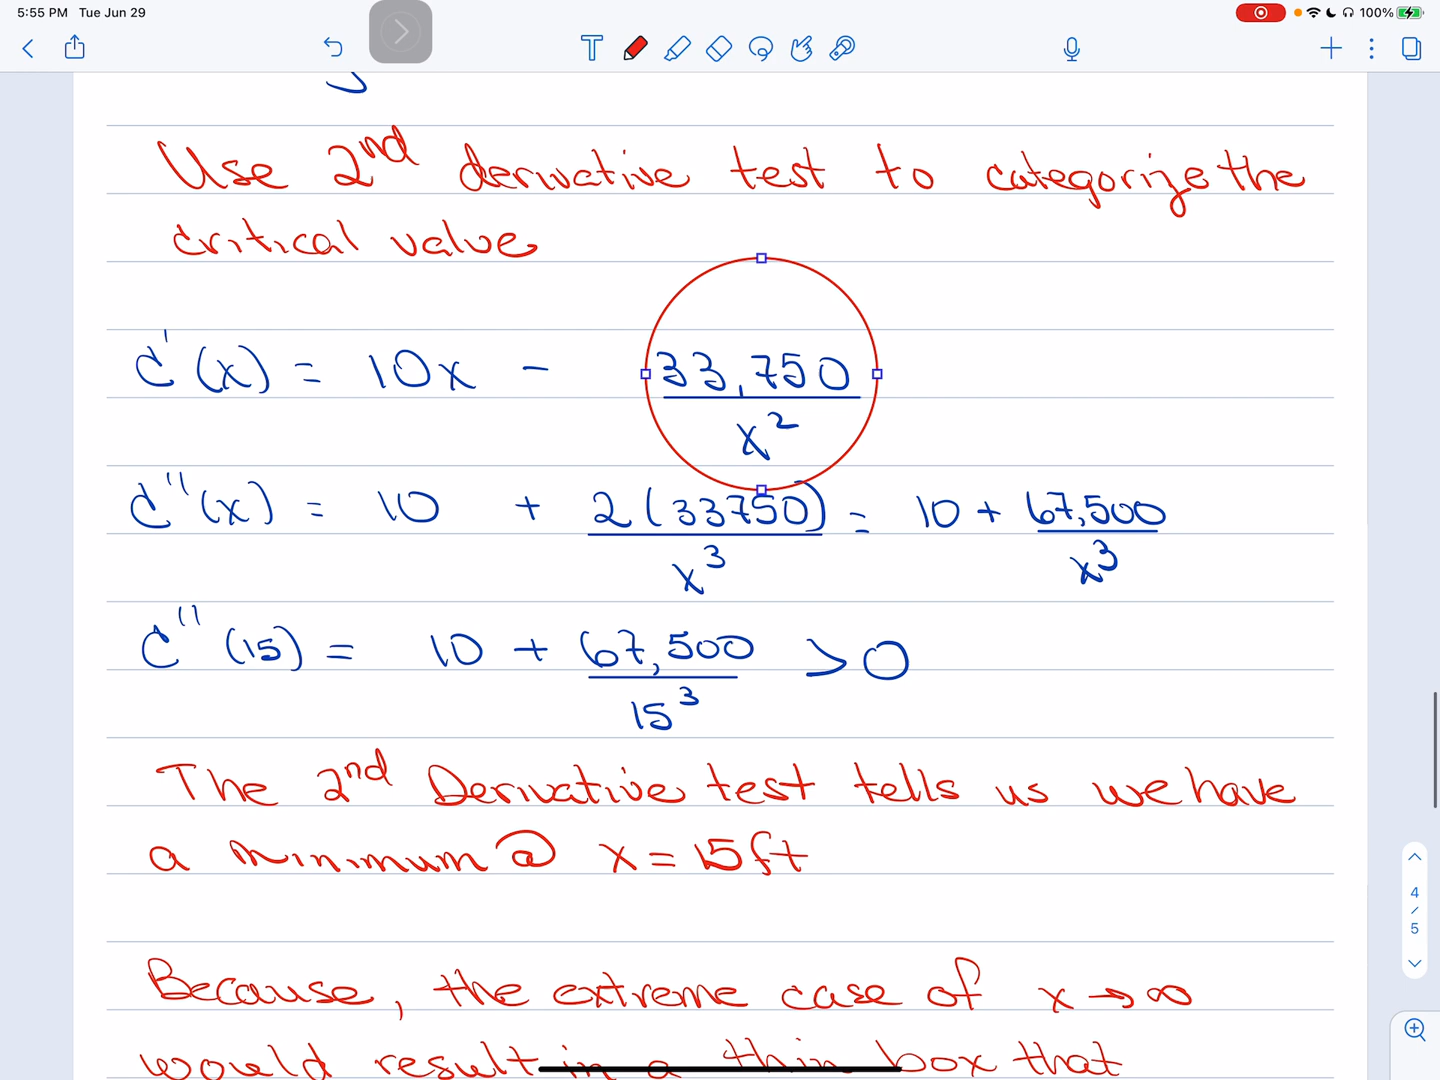 5:55 PM Tue Jun 29
100%
T
Use 2nd derivative test to categorize the
critical value
C'(x) = 10x - 33,750/x²
C''(x) = 10 + 2(33750)/x³ = 10 + 67,500/x³
C''(15) = 10 + 67,500/15³ > 0
The 2nd Derivative test tells us we have
a minimum @ x = 15ft
Because, the extreme case of x → ∞
would result in a thin box that
4
/
5